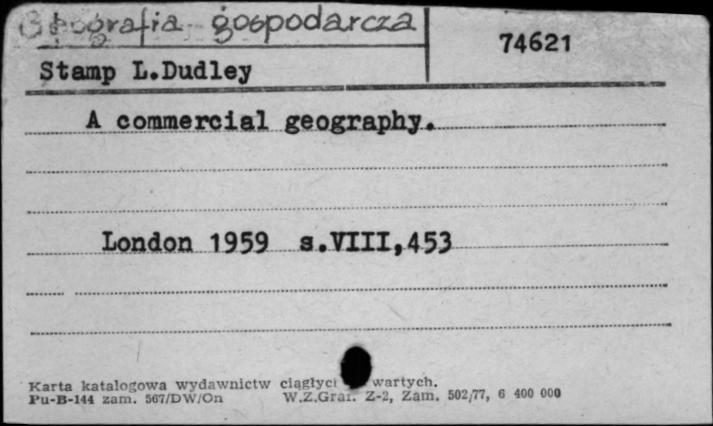 Geografia gospodarcza
74621
Stamp L.Dudley
A commercial geography.
London 1959 s.VIII,453
Karta katalogowa wydawnictw ciągłyc wartych.
Pu-B-144 zam. 567/DW/On W.Z.Graf. Z-2, Zam. 502/77, 6 400 000